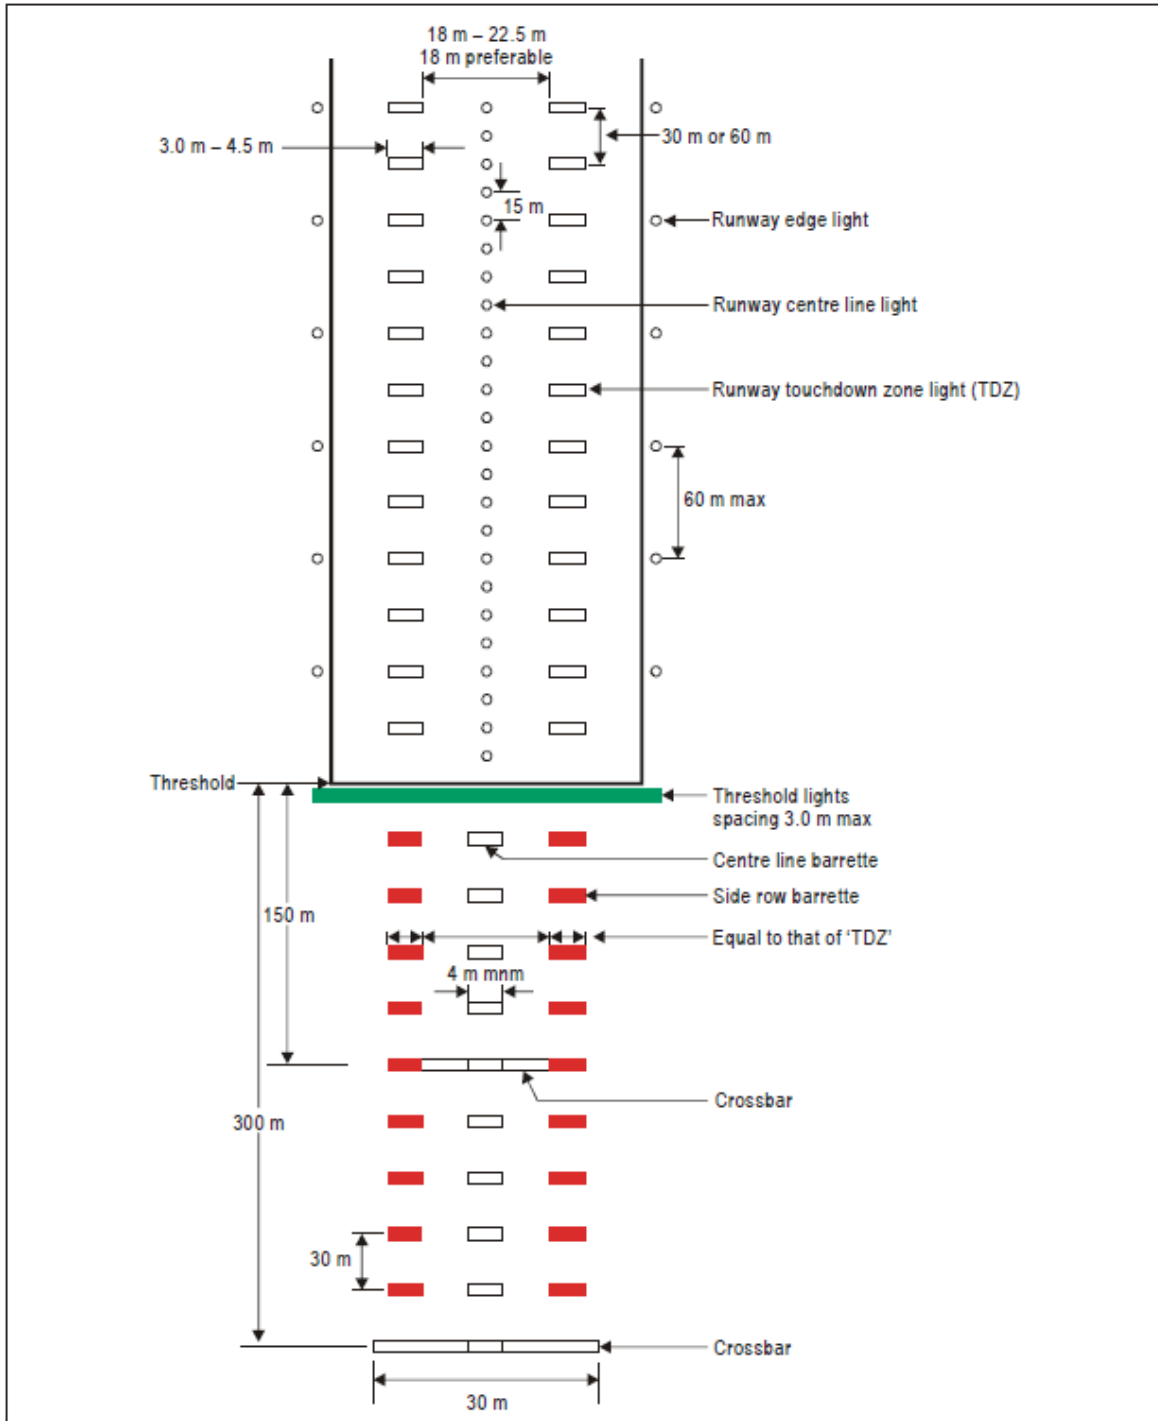 18 m – 22.5 m
18 m preferable
3.0 m – 4.5 m
30 m or 60 m
15 m
Runway edge light
Runway centre line light
Runway touchdown zone light (TDZ)
60 m max
Threshold
Threshold lights
spacing 3.0 m max
Centre line barrette
Side row barrette
150 m
Equal to that of ‘TDZ’
4 m mnm
Crossbar
300 m
30 m
Crossbar
30 m